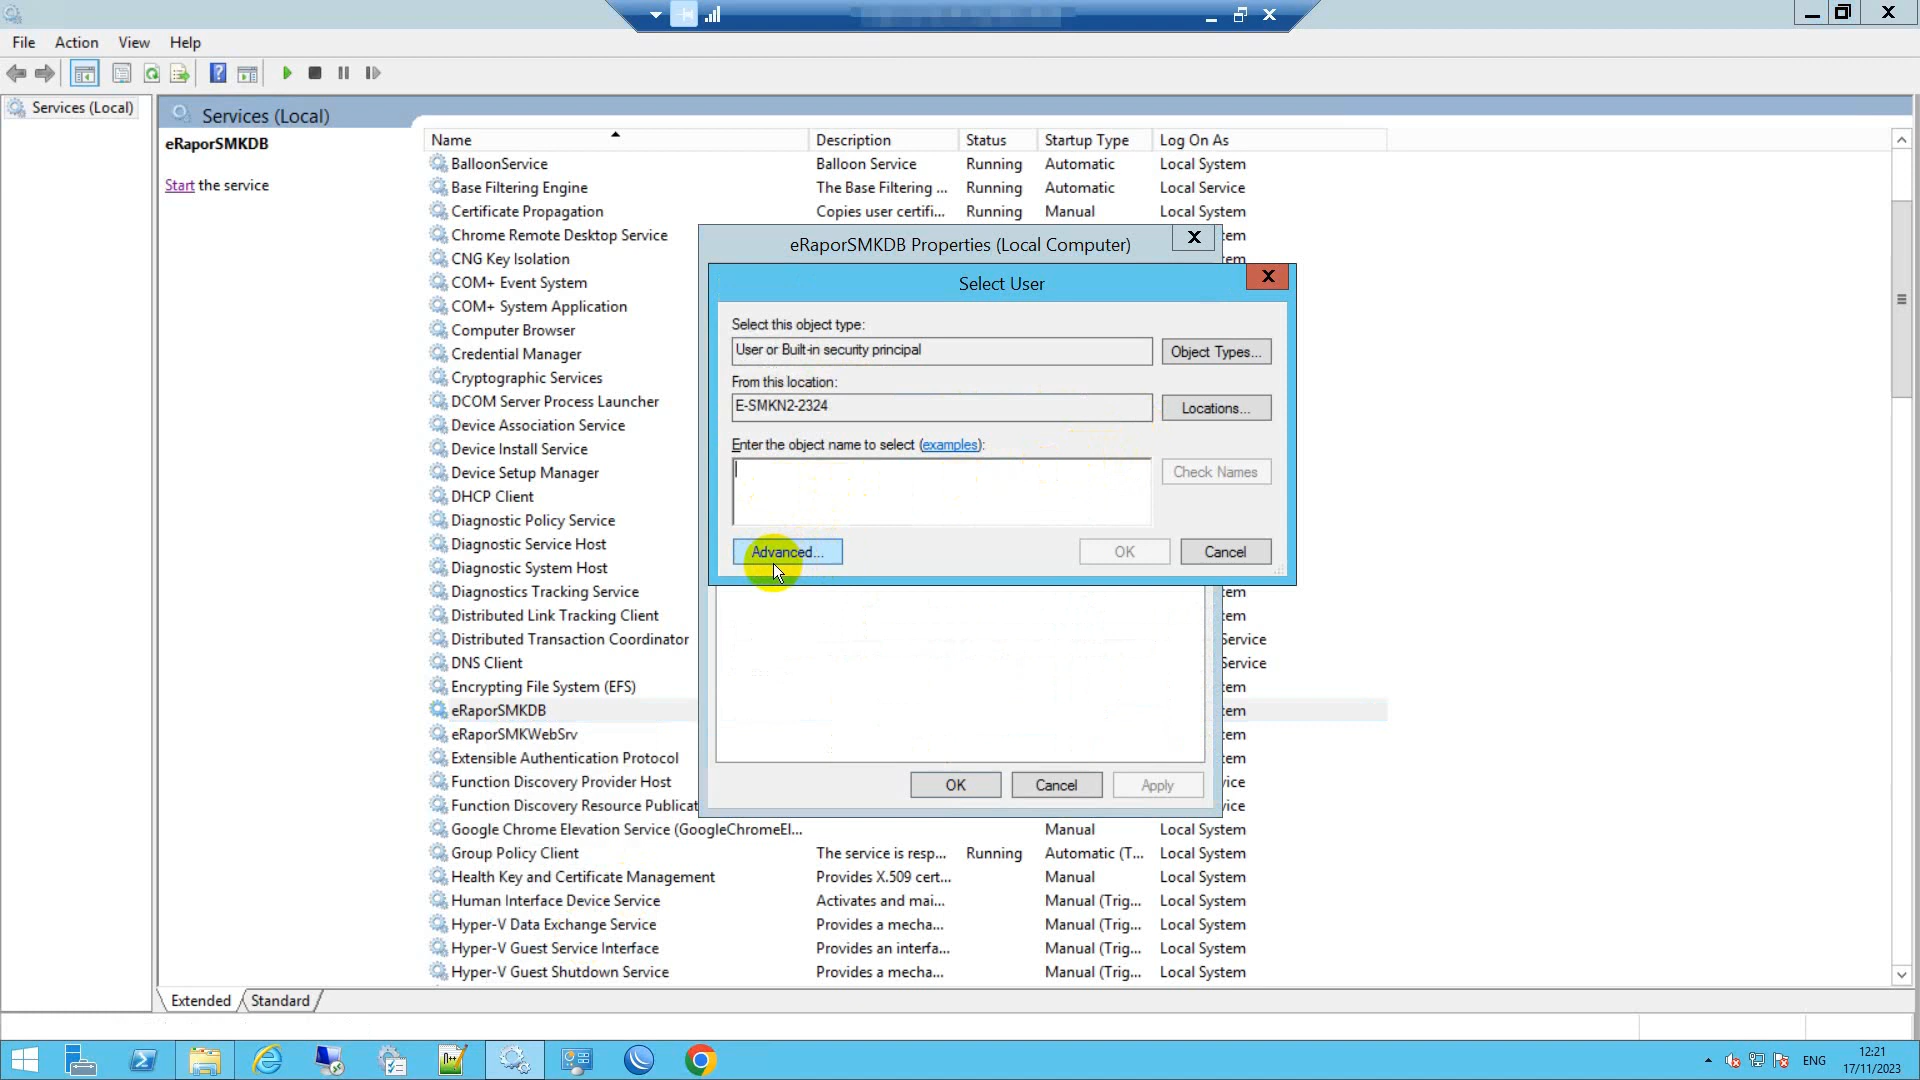 File Action View Help
Services (Local)
Services (Local)
eRaporSMKDB
Start the service
Name Description Status Startup Type Log On As
BalloonService Balloon Service Running Automatic Local System
Base Filtering Engine The Base Filtering ... Running Automatic Local Service
Certificate Propagation Copies user certifi... Running Manual Local System
Chrome Remote Desktop Service em
CNG Key Isolation em
COM+ Event System
COM+ System Application
Computer Browser
Credential Manager
Cryptographic Services
DCOM Server Process Launcher
Device Association Service
Device Install Service
Device Setup Manager
DHCP Client
Diagnostic Policy Service
Diagnostic Service Host
Diagnostic System Host
Diagnostics Tracking Service em
Distributed Link Tracking Client em
Distributed Transaction Coordinator Service
DNS Client Service
Encrypting File System (EFS) em
eRaporSMKDB em
eRaporSMKWebSrv em
Extensible Authentication Protocol em
Function Discovery Provider Host vice
Function Discovery Resource Publicat vice
Google Chrome Elevation Service (GoogleChromeEl... Manual Local System
Group Policy Client The service is resp... Running Automatic (T... Local System
Health Key and Certificate Management Provides X.509 cert... Manual Local System
Human Interface Device Service Activates and mai... Manual (Trig... Local System
Hyper-V Data Exchange Service Provides a mecha... Manual (Trig... Local System
Hyper-V Guest Service Interface Provides an interfa... Manual (Trig... Local System
Hyper-V Guest Shutdown Service Provides a mecha... Manual (Trig... Local System
eRaporSMKDB Properties (Local Computer)
Select User
Select this object type:
User or Built-in security principal Object Types...
From this location:
E-SMKN2-2324 Locations...
Enter the object name to select (examples):
Check Names
Advanced... OK Cancel
OK Cancel Apply
Extended Standard
ENG
12:21
17/11/2023